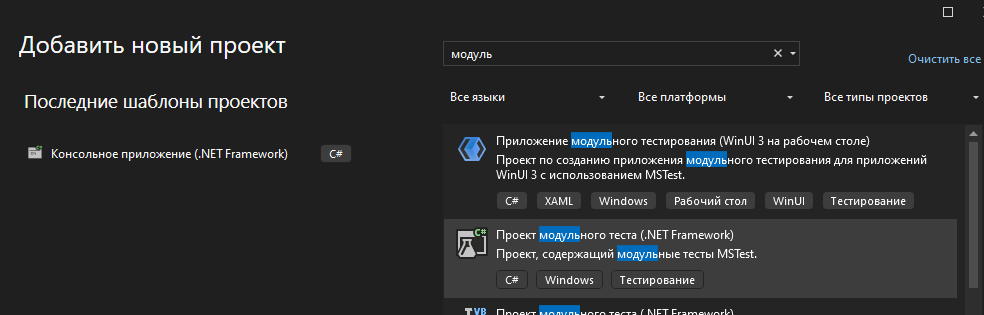 Добавить новый проект
Последние шаблоны проектов
Консольное приложение (.NET Framework)
C#
модуль
Очистить все
Все языки
Все платформы
Все типы проектов
Приложение модульного тестирования (WinUI 3 на рабочем столе)
Проект по созданию приложения модульного тестирования для приложений
WinUI 3 с использованием MSTest.
C#
XAML
Windows
Рабочий стол
WinUI
Тестирование
C#
Проект модульного теста (.NET Framework)
Проект, содержащий модульные тесты MSTest.
C#
Windows
Тестирование
VB
Проект модульного теста (.NET Framework)